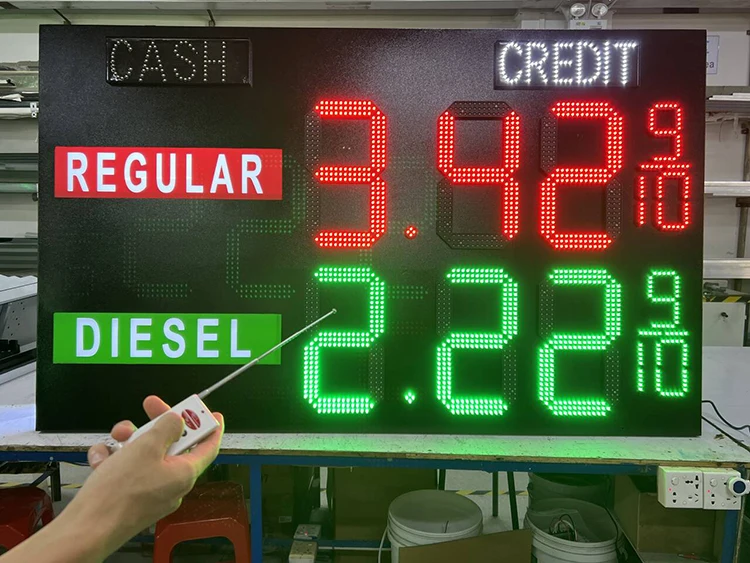 CASH CREDIT
REGULAR 3.42 9/10
DIESEL 2.22 9/10